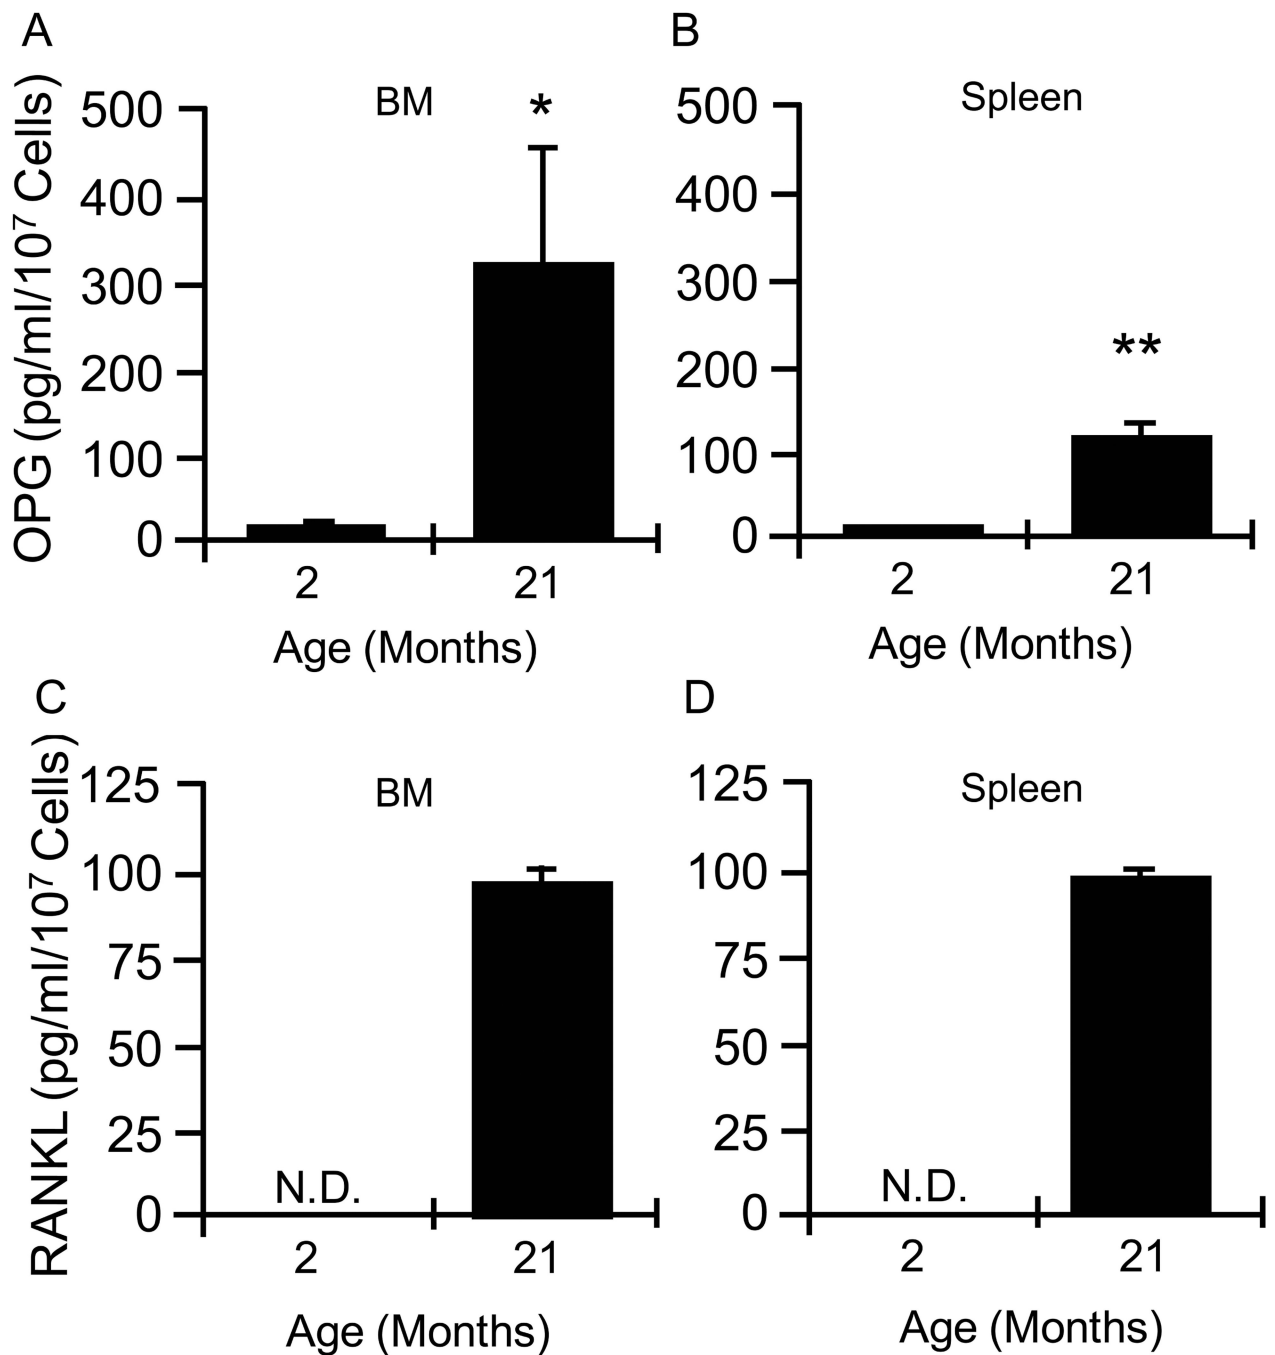 A
OPG (pg/ml/10⁷ Cells)
BM
*
500
400
300
200
100
0
2
21
Age (Months)
B
Spleen
**
500
400
300
200
100
0
2
21
Age (Months)
C
RANKL (pg/ml/10⁷ Cells)
BM
125
100
75
50
25
0
N.D.
2
21
Age (Months)
D
Spleen
125
100
75
50
25
0
N.D.
2
21
Age (Months)